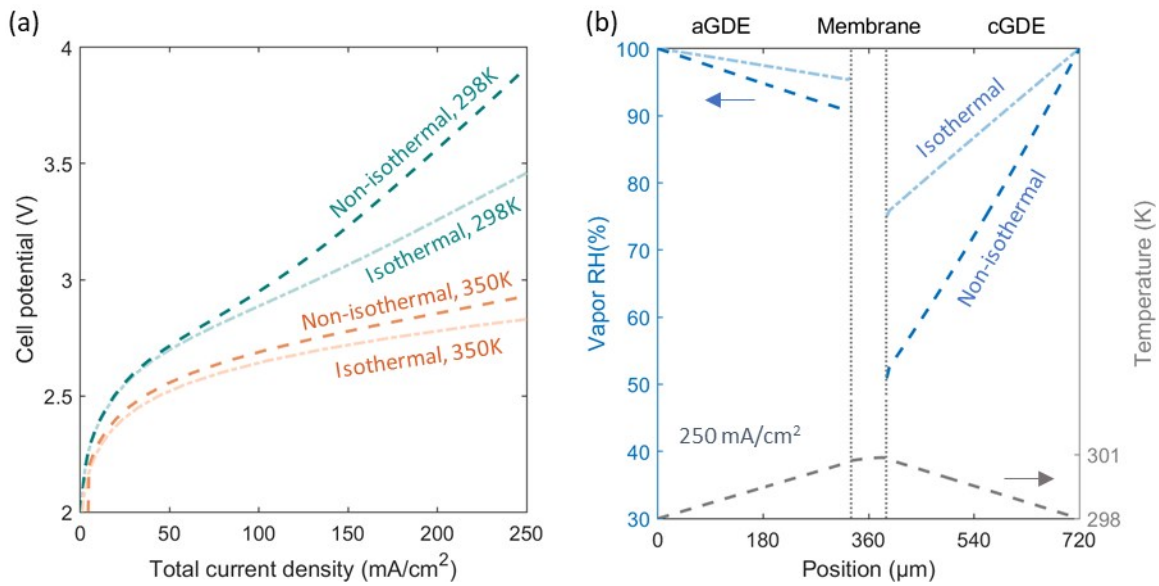 (a)
4
3.5
3
2.5
2
Cell potential (V)
Non-isothermal, 298K
Isothermal, 298K
Non-isothermal, 350K
Isothermal, 350K
0
50
100
150
200
250
Total current density (mA/cm²)
(b)
aGDE
Membrane
cGDE
100
90
80
70
60
50
40
30
Vapor RH(%)
Isothermal
Non-isothermal
250 mA/cm²
301
298
Temperature (K)
0
180
360
540
720
Position (µm)